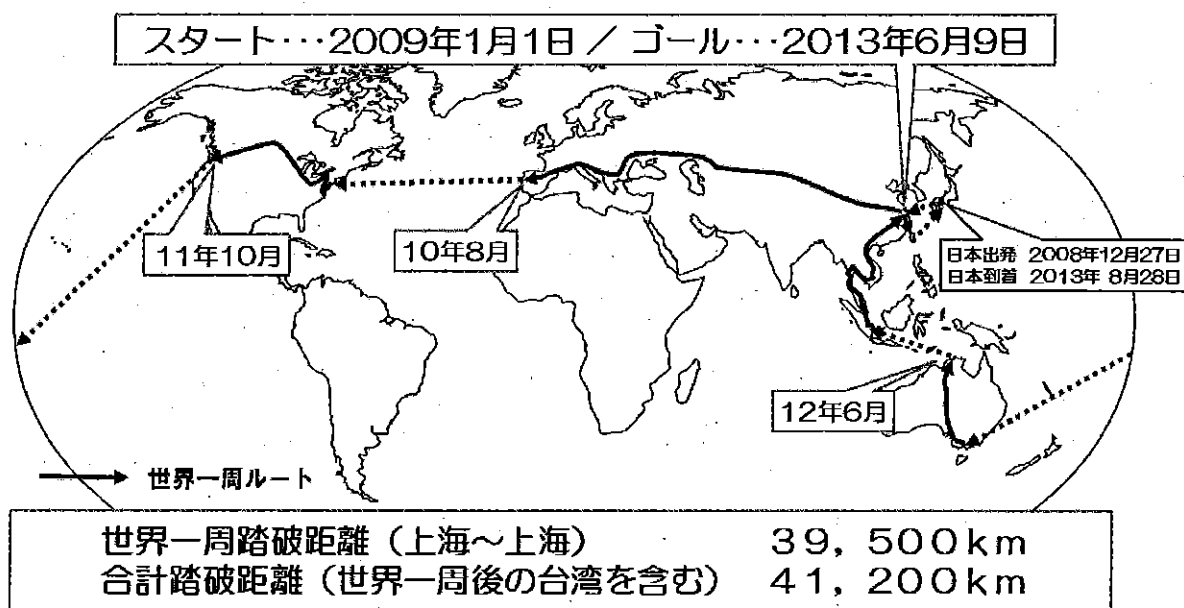 スタート･･･2009年1月1日 / ゴール･･･2013年6月9日
11年10月
10年8月
日本出発 2008年12月27日
日本到着 2013年 8月28日
12年6月
世界一周ルート
世界一周踏破距離（上海～上海） 39,500km
合計踏破距離（世界一周後の台湾を含む） 41,200km